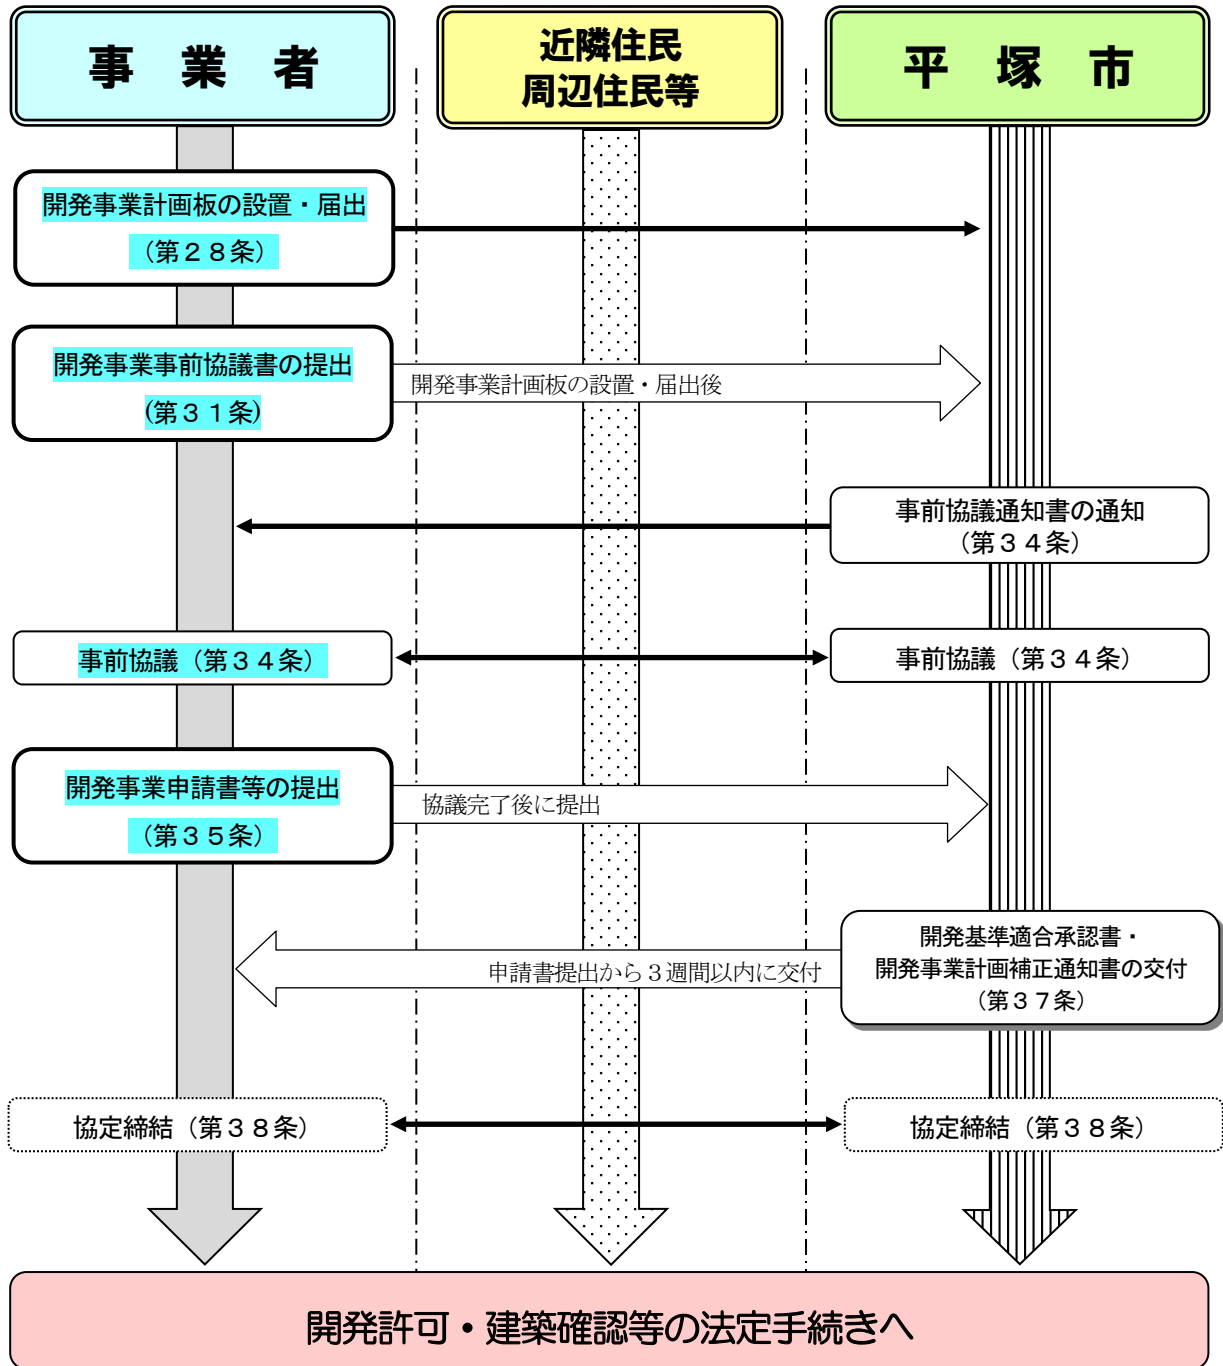 事 業 者
近隣住民
周辺住民等
平 塚 市
開発事業計画板の設置・届出
（第２８条）
開発事業事前協議書の提出
(第３１条)
開発事業計画板の設置・届出後
事前協議通知書の通知
（第３４条）
事前協議（第３４条）
事前協議（第３４条）
開発事業申請書等の提出
（第３５条）
協議完了後に提出
開発基準適合承認書・
開発事業計画補正通知書の交付
（第３７条）
申請書提出から３週間以内に交付
協定締結（第３８条）
協定締結（第３８条）
開発許可・建築確認等の法定手続きへ